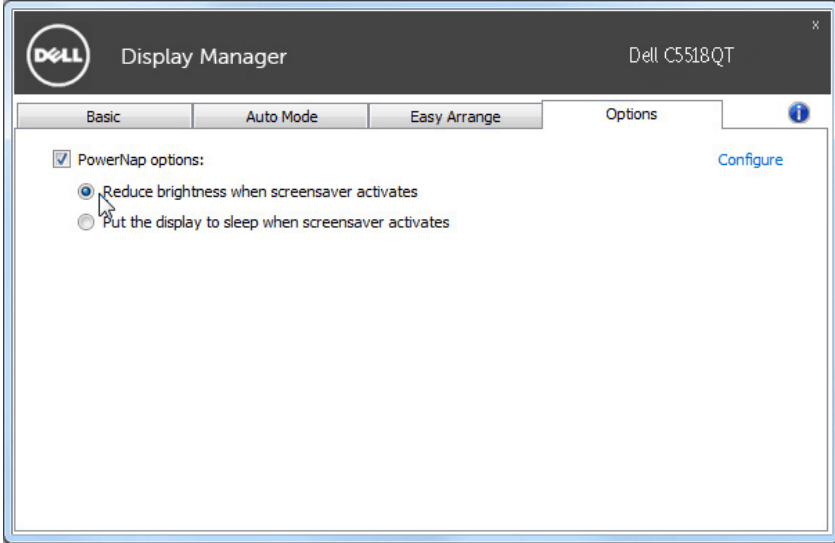 x
DELL Display Manager Dell C5518QT
Basic Auto Mode Easy Arrange Options i
PowerNap options: Configure
Reduce brightness when screensaver activates
Put the display to sleep when screensaver activates